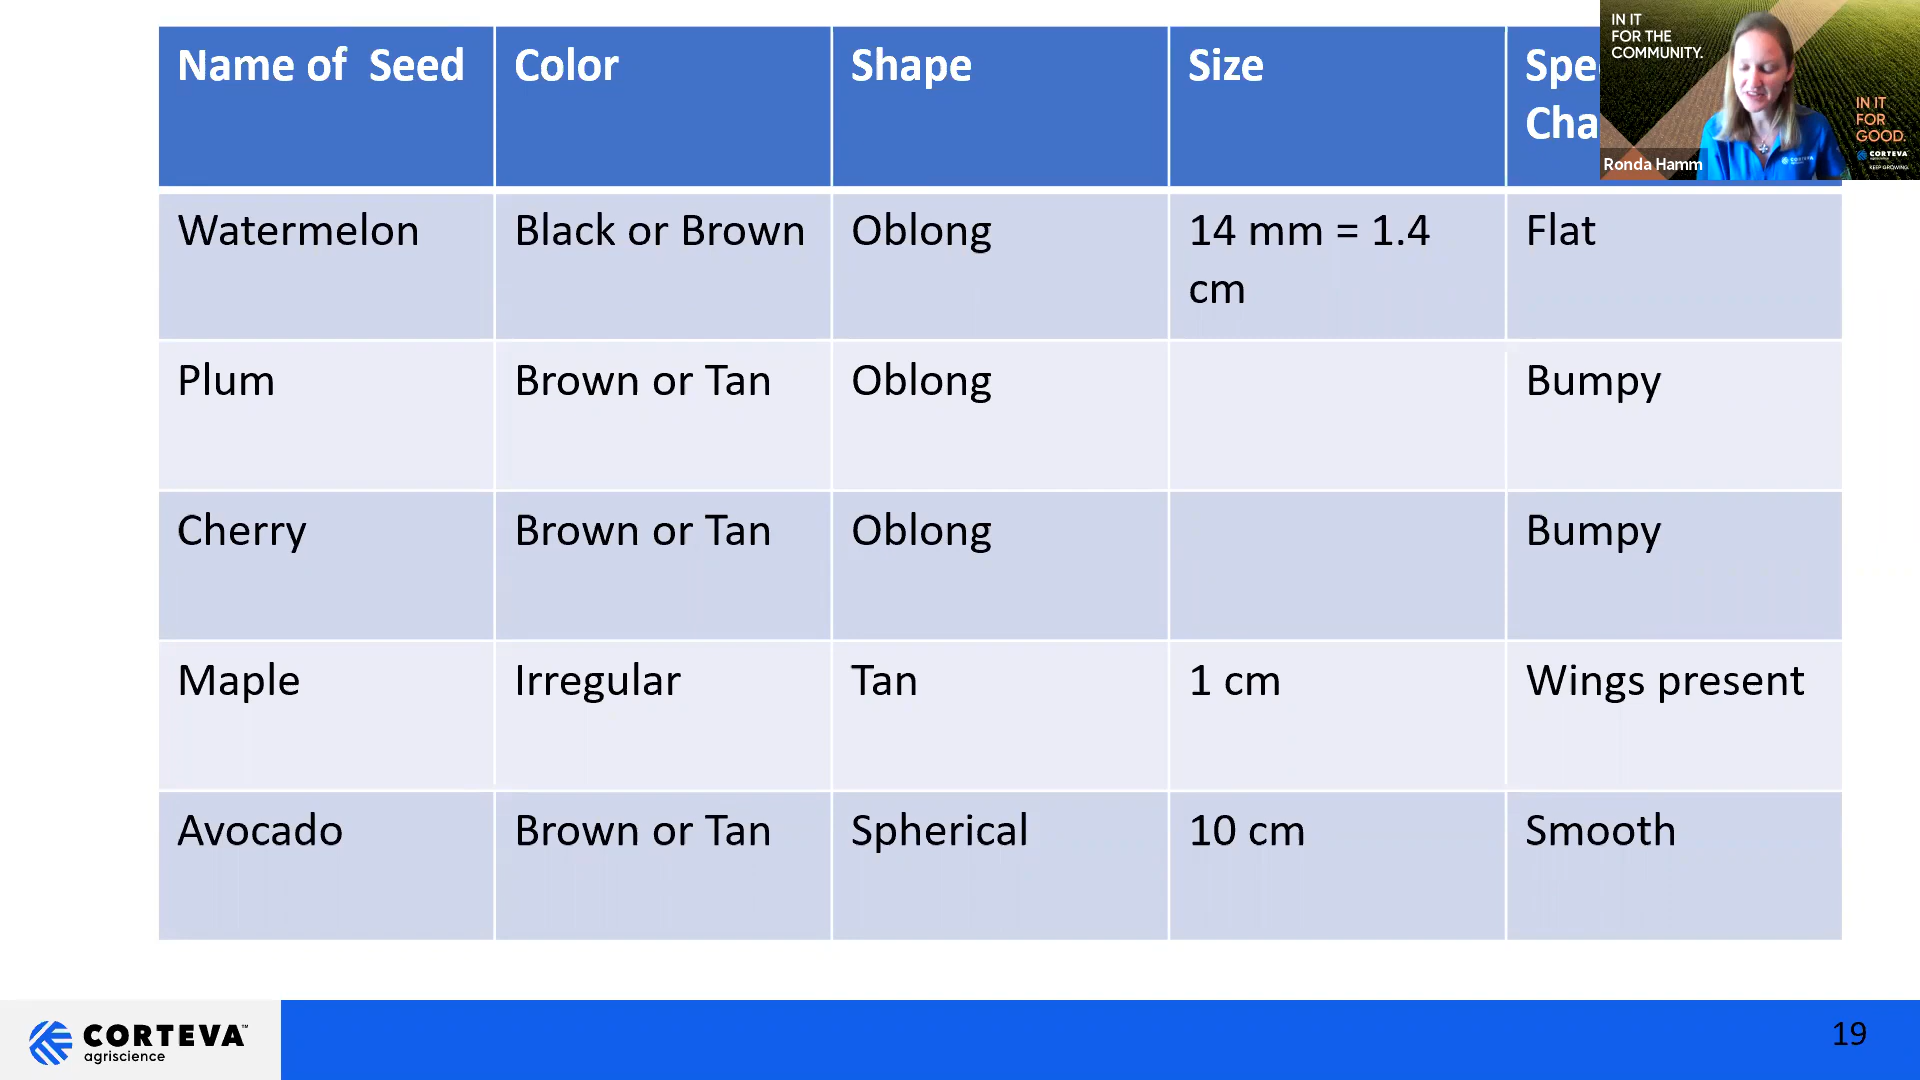 Name of  Seed
Color
Shape
Size
Watermelon
Black or Brown
Oblong
14 mm = 1.4
cm
Flat
Plum
Brown or Tan
Oblong
Bumpy
Cherry
Brown or Tan
Oblong
Bumpy
Maple
Irregular
Tan
1 cm
Wings present
Avocado
Brown or Tan
Spherical
10 cm
Smooth
IN IT
FOR THE
COMMUNITY.
IN IT
FOR
GOOD.
CORTEVA
KEEP GROWING.
CORTEVA
Ronda Hamm
CORTEVA™
agriscience
19